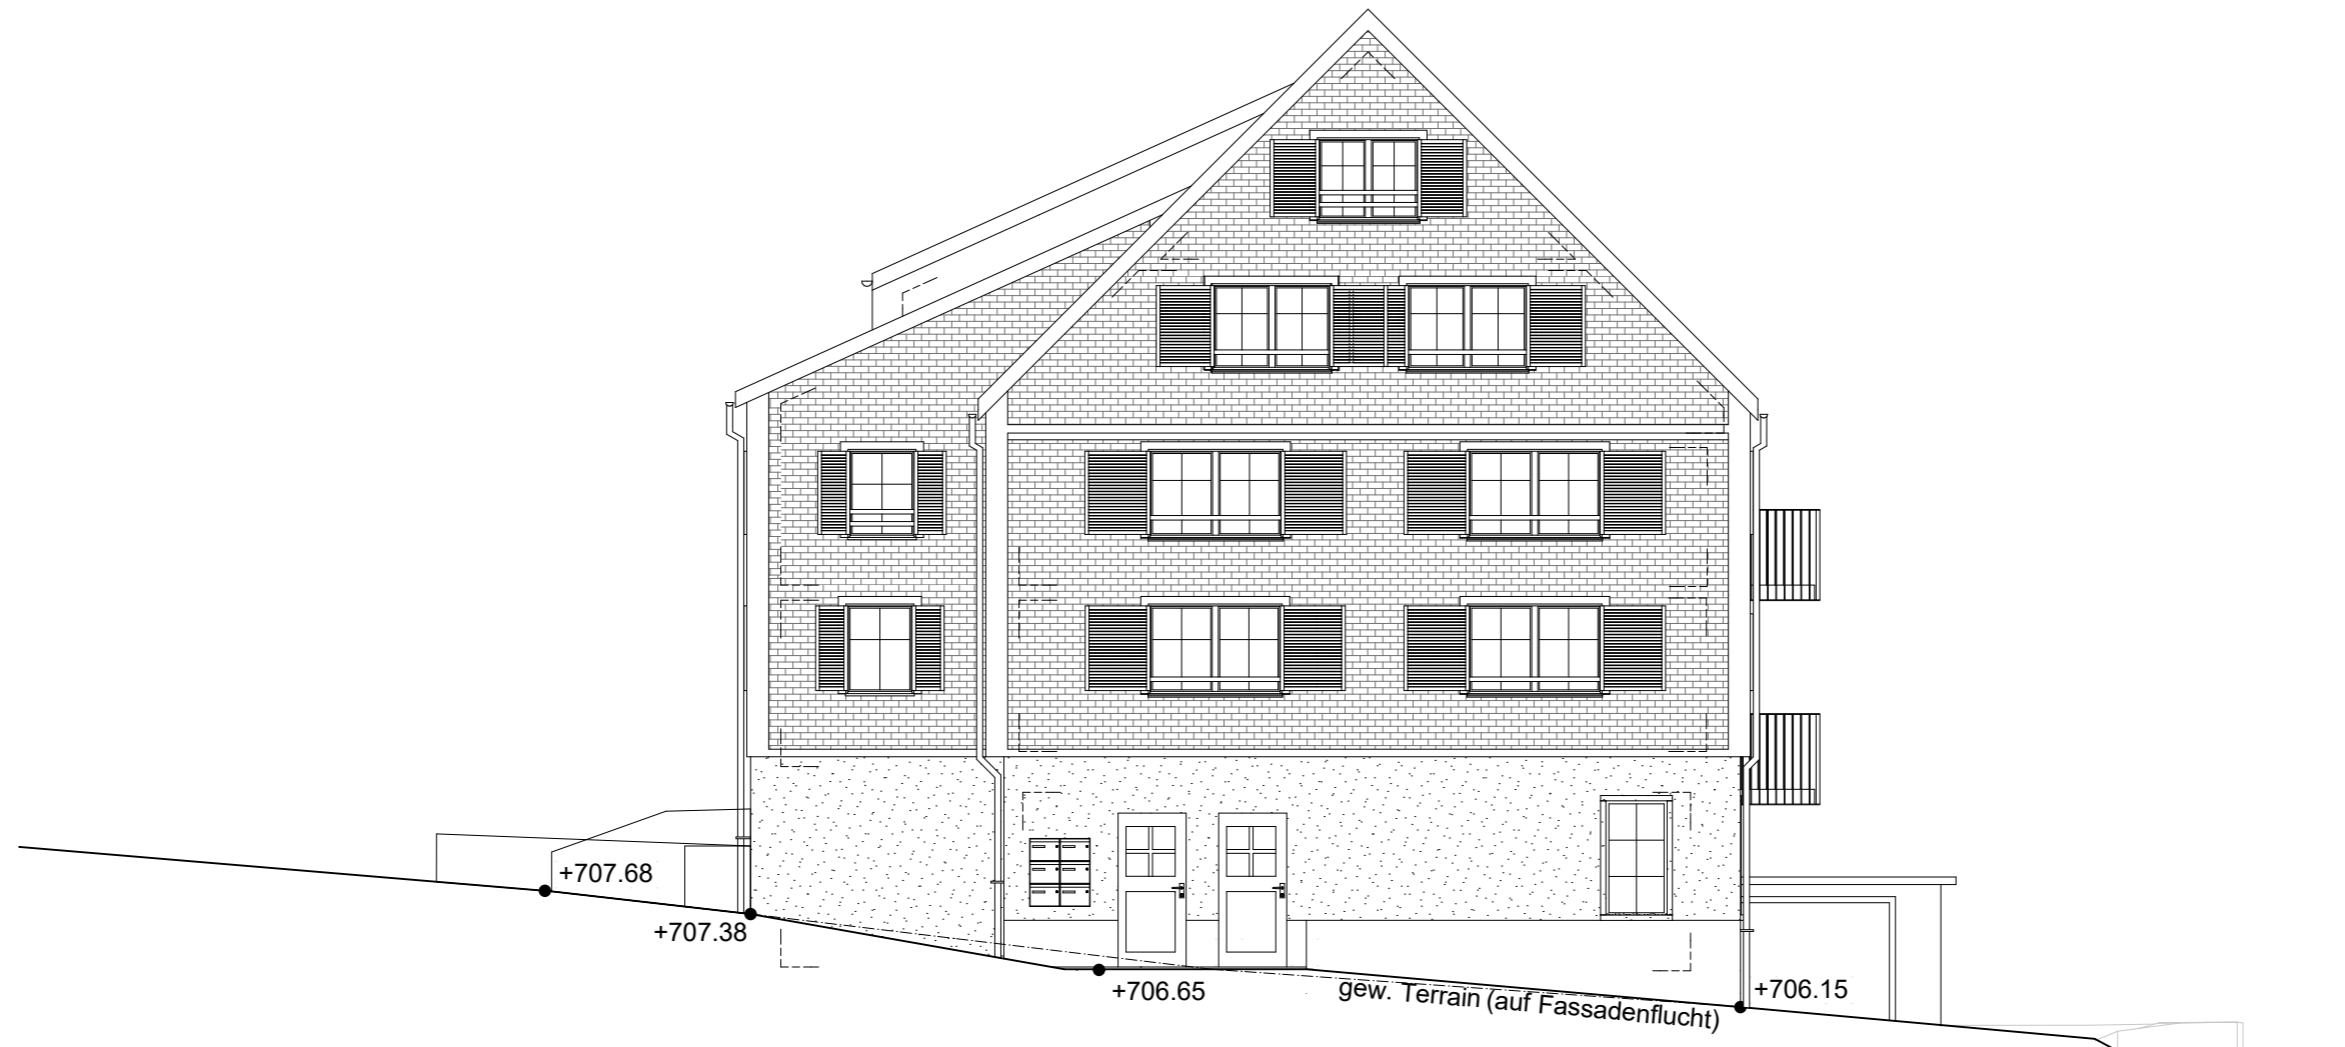 +707.68
+707.38
+706.65
gew. Terrain (auf Fassadenflucht)
+706.15